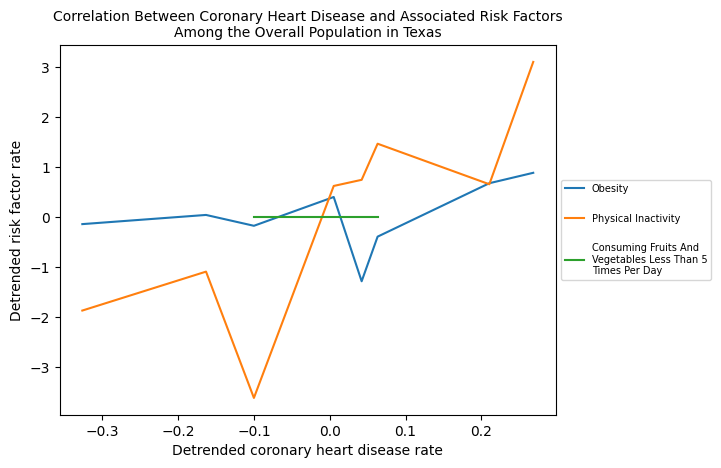 Correlation Between Coronary Heart Disease and Associated Risk Factors
Among the Overall Population in Texas
Detrended risk factor rate
3
2
1
0
−1
−2
−3
−0.3
−0.2
−0.1
0.0
0.1
0.2
Detrended coronary heart disease rate
Obesity
Physical Inactivity
Consuming Fruits And
Vegetables Less Than 5
Times Per Day